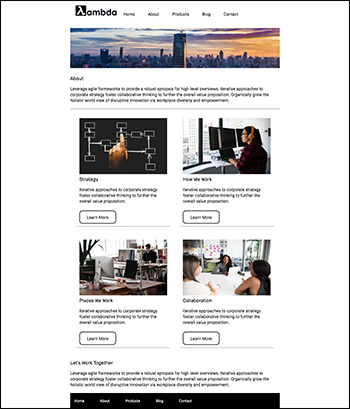 λambda
Home About Products Blog Contact
About
Leverage agile frameworks to provide a robust synopsis for high level overviews. Iterative approaches to
corporate strategy foster collaborative thinking to further the overall value proposition. Organically grow the
holistic world view of disruptive innovation via workplace diversity and empowerment.
Strategy
Iterative approaches to corporate strategy
foster collaborative thinking to further the
overall value proposition.
Learn More
How We Work
Iterative approaches to corporate strategy
foster collaborative thinking to further the
overall value proposition.
Learn More
Places We Work
Iterative approaches to corporate strategy
foster collaborative thinking to further the
overall value proposition.
Learn More
Collaboration
Iterative approaches to corporate strategy
foster collaborative thinking to further the
overall value proposition.
Learn More
Let's Work Together
Leverage agile frameworks to provide a robust synopsis for high level overviews. Iterative approaches to
corporate strategy foster collaborative thinking to further the overall value proposition. Organically grow the
holistic world view of disruptive innovation via workplace diversity and empowerment.
Home About Products Blog Contact